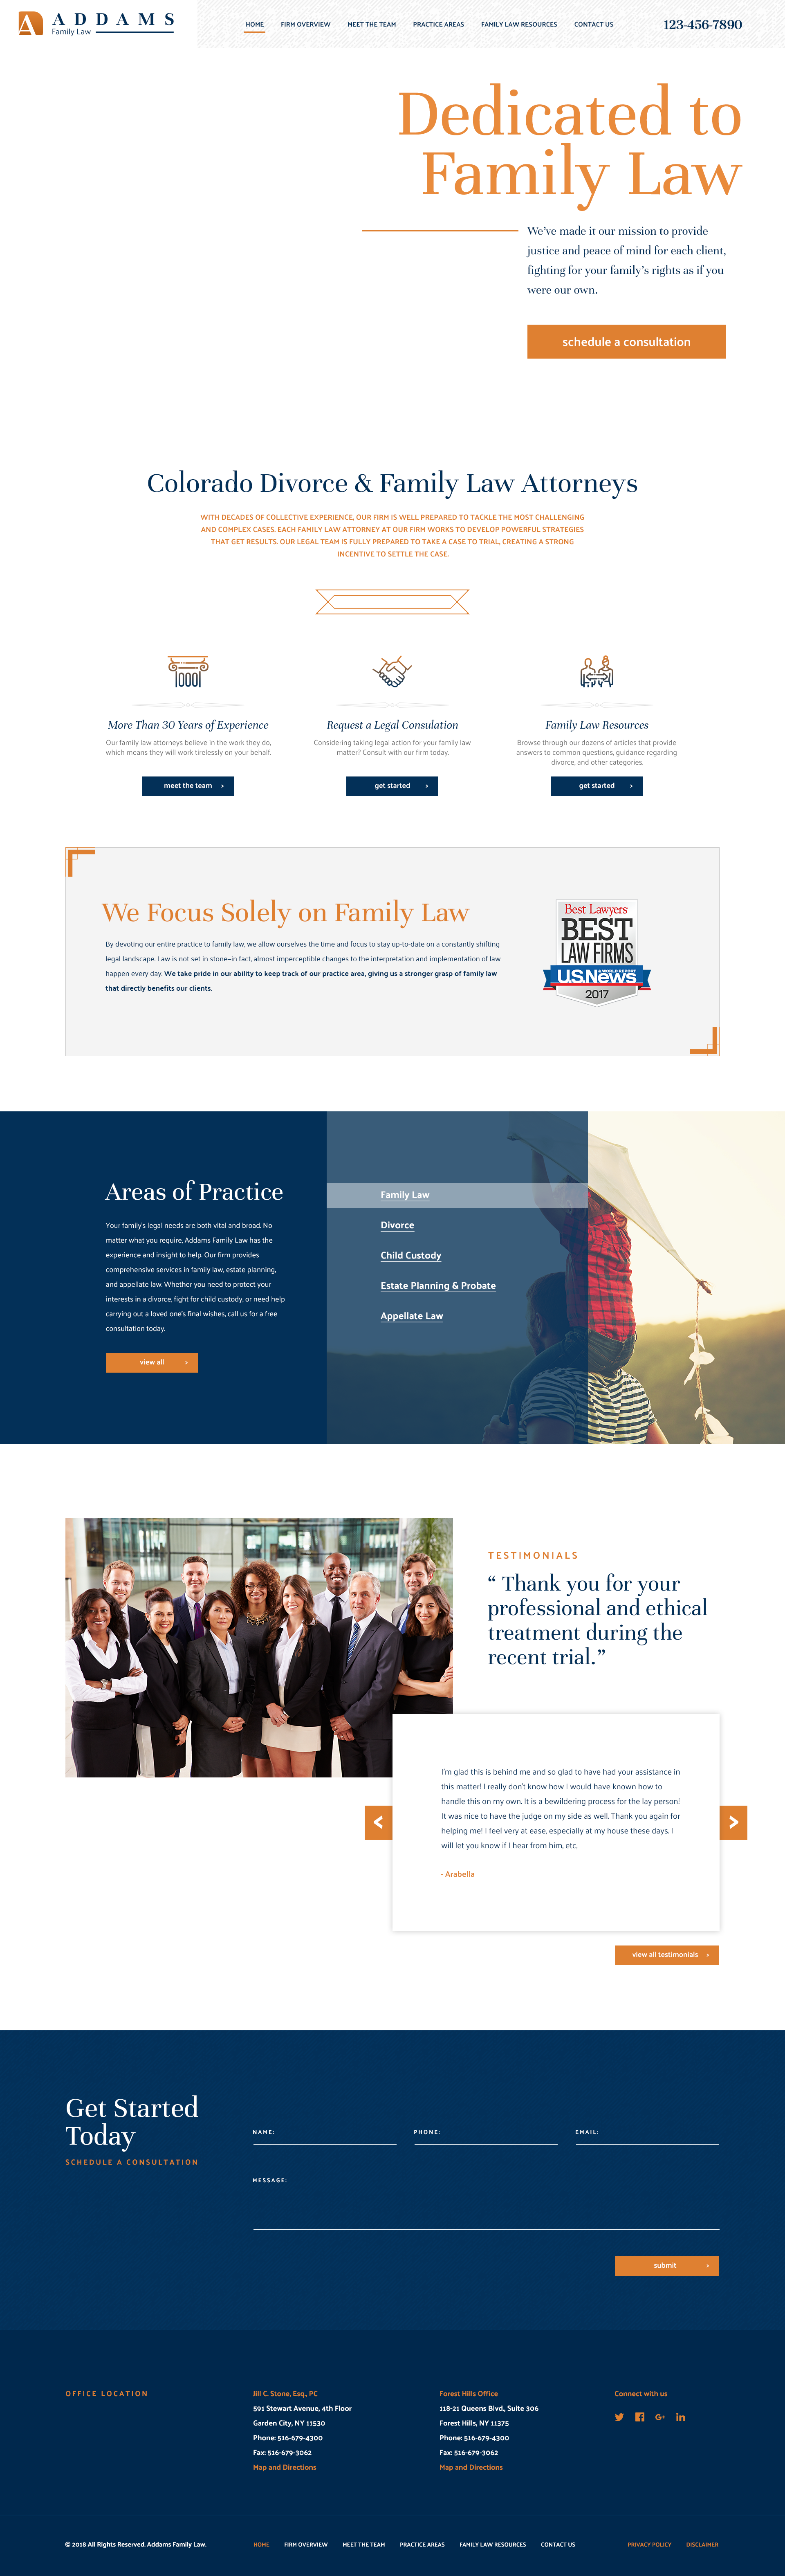 ADDAMS
Family Law
HOME FIRM OVERVIEW MEET THE TEAM PRACTICE AREAS FAMILY LAW RESOURCES CONTACT US
123-456-7890
Dedicated to
Family Law
We've made it our mission to provide
justice and peace of mind for each client,
fighting for your family's rights as if you
were our own.
schedule a consultation
Colorado Divorce & Family Law Attorneys
WITH DECADES OF COLLECTIVE EXPERIENCE, OUR FIRM IS WELL PREPARED TO TACKLE THE MOST CHALLENGING
AND COMPLEX CASES. EACH FAMILY LAW ATTORNEY AT OUR FIRM WORKS TO DEVELOP POWERFUL STRATEGIES
THAT GET RESULTS. OUR LEGAL TEAM IS FULLY PREPARED TO TAKE A CASE TO TRIAL, CREATING A STRONG
INCENTIVE TO SETTLE THE CASE.
More Than 30 Years of Experience
Our family law attorneys believe in the work they do,
which means they will work tirelessly on your behalf.
meet the team >
Request a Legal Consulation
Considering taking legal action for your family law
matter? Consult with our firm today.
get started >
Family Law Resources
Browse through our dozens of articles that provide
answers to common questions, guidance regarding
divorce, and other categories.
get started >
We Focus Solely on Family Law
By devoting our entire practice to family law, we allow ourselves the time and focus to stay up-to-date on a constantly shifting
legal landscape. Law is not set in stone–in fact, almost imperceptible changes to the interpretation and implementation of law
happen every day. We take pride in our ability to keep track of our practice area, giving us a stronger grasp of family law
that directly benefits our clients.
Best Lawyers
BEST
LAW FIRMS
U.S.News
WORLD REPORT
2017
Areas of Practice
Your family's legal needs are both vital and broad. No
matter what you require, Addams Family Law has the
experience and insight to help. Our firm provides
comprehensive services in family law, estate planning,
and appellate law. Whether you need to protect your
interests in a divorce, fight for child custody, or need help
carrying out a loved one's final wishes, call us for a free
consultation today.
view all >
Family Law
Divorce
Child Custody
Estate Planning & Probate
Appellate Law
TESTIMONIALS
“ Thank you for your
professional and ethical
treatment during the
recent trial.”
I'm glad this is behind me and so glad to have had your assistance in
this matter! I really don't know how I would have known how to
handle this on my own. It is a bewildering process for the lay person!
It was nice to have the judge on my side as well. Thank you again for
helping me! I feel very at ease, especially at my house these days. I
will let you know if I hear from him, etc,
- Arabella
< >
view all testimonials >
Get Started
Today
SCHEDULE A CONSULTATION
NAME: PHONE: EMAIL:
MESSAGE:
submit >
OFFICE LOCATION
Jill C. Stone, Esq., PC
591 Stewart Avenue, 4th Floor
Garden City, NY 11530
Phone: 516-679-4300
Fax: 516-679-3062
Map and Directions
Forest Hills Office
118-21 Queens Blvd., Suite 306
Forest Hills, NY 11375
Phone: 516-679-4300
Fax: 516-679-3062
Map and Directions
Connect with us
G+ in
© 2018 All Rights Reserved. Addams Family Law.
HOME FIRM OVERVIEW MEET THE TEAM PRACTICE AREAS FAMILY LAW RESOURCES CONTACT US
PRIVACY POLICY DISCLAIMER